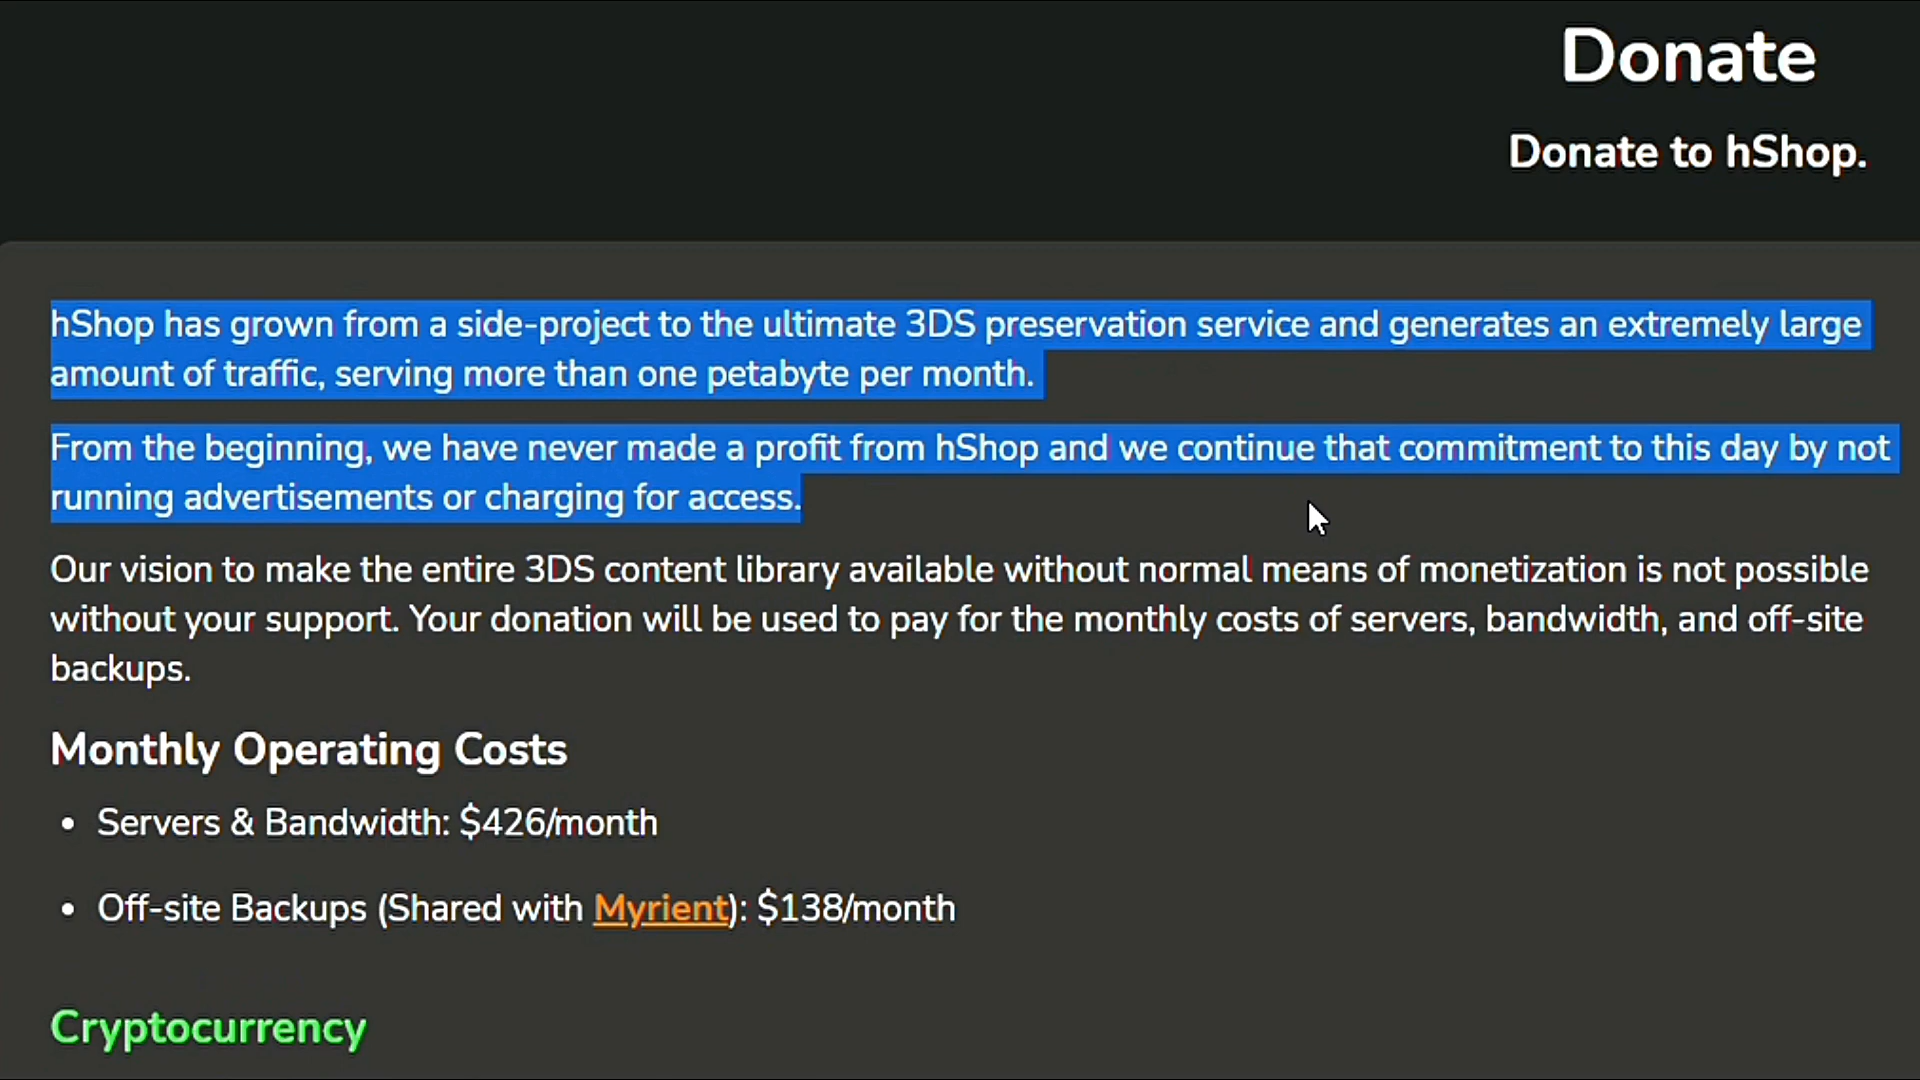 Donate
Donate to hShop.
hShop has grown from a side-project to the ultimate 3DS preservation service and generates an extremely large
amount of traffic, serving more than one petabyte per month.
From the beginning, we have never made a profit from hShop and we continue that commitment to this day by not
running advertisements or charging for access.
Our vision to make the entire 3DS content library available without normal means of monetization is not possible
without your support. Your donation will be used to pay for the monthly costs of servers, bandwidth, and off-site
backups.
Monthly Operating Costs
• Servers & Bandwidth: $426/month
• Off-site Backups (Shared with Myrient): $138/month
Cryptocurrency